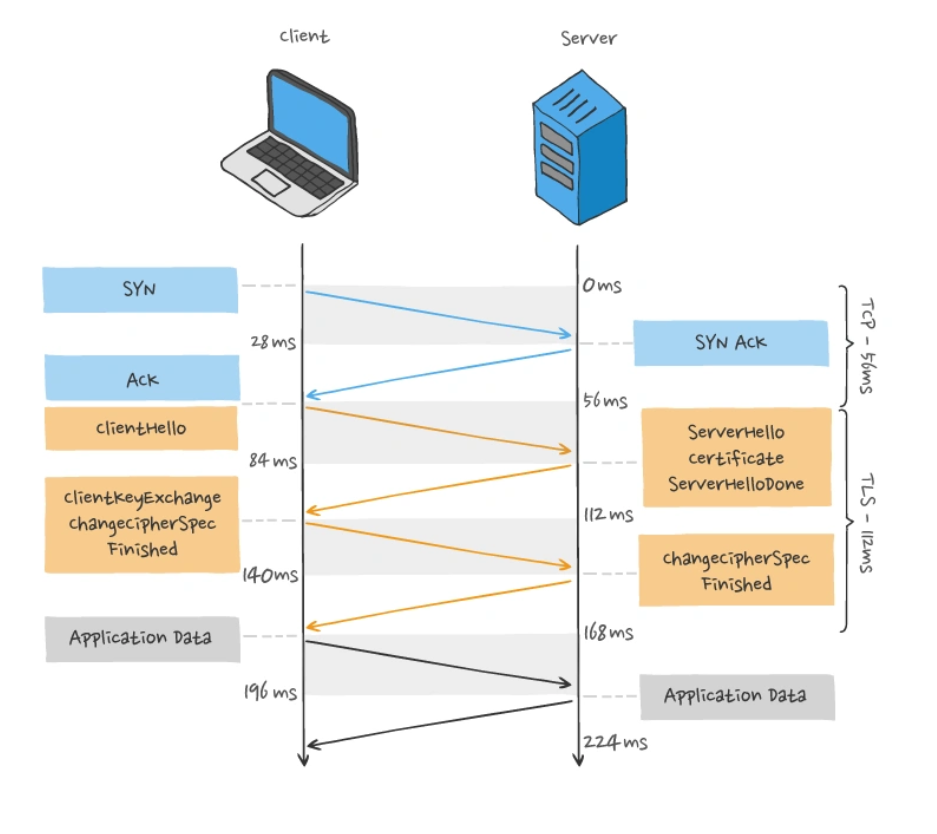 client
Server
SYN
0ms
28ms
SYN Ack
TCP - 56ms
Ack
56ms
clientHello
84ms
ServerHello
certificate
ServerHelloDone
clientkeyExchange
changecipherSpec
Finished
112ms
TLS - 112ms
140ms
changecipherSpec
Finished
Application Data
168ms
196ms
Application Data
224ms